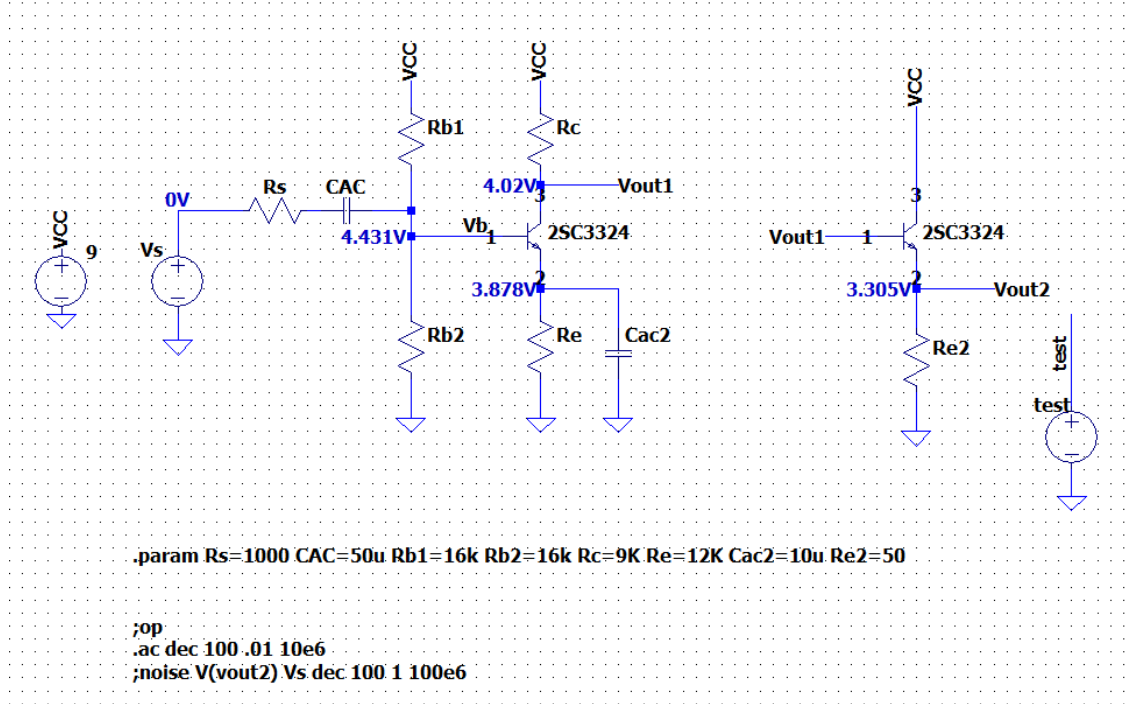 VCC
VCC
VCC
Rb1
Rc
Rs
CAC
4.02V
3
Vout1
3
0V
VCC
9
Vs
4.431V
Vb
1
2SC3324
Vout1
1
2SC3324
3.878V
2
3.305V
2
Vout2
Rb2
Re
Cac2
Re2
test
test
.param Rs=1000 CAC=50u Rb1=16k Rb2=16k Rc=9K Re=12K Cac2=10u Re2=50
;op
.ac dec 100 .01 10e6
;noise V(vout2) Vs dec 100 1 100e6